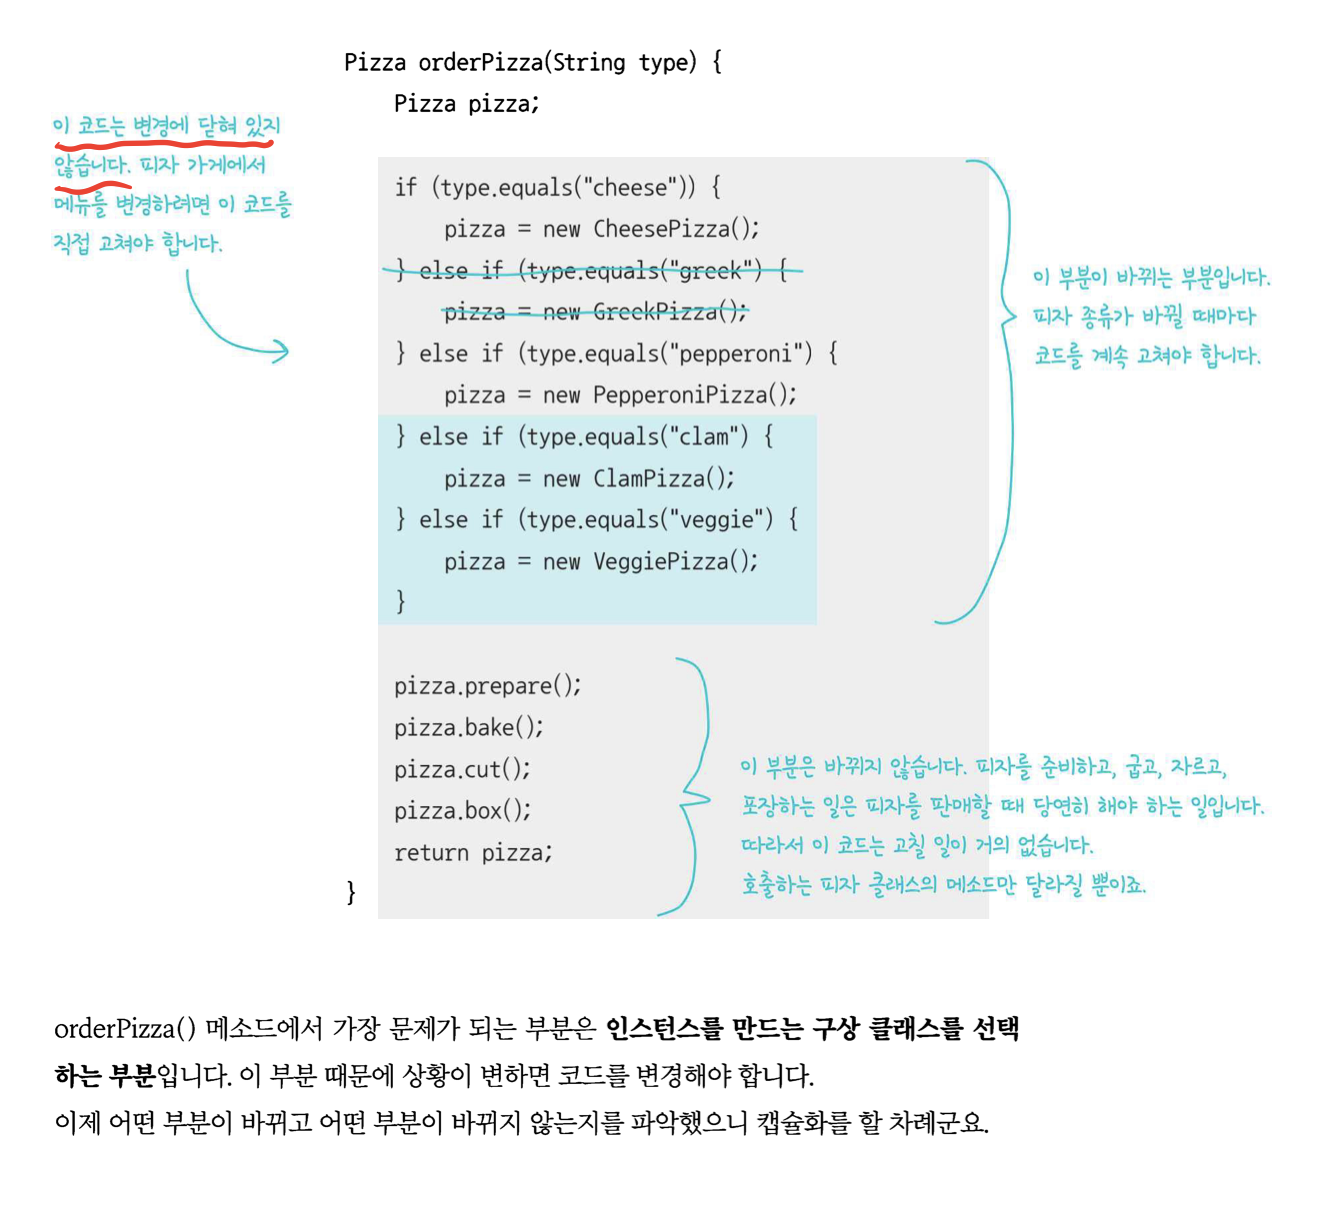 Pizza orderPizza(String type) {
Pizza pizza;
이 코드는 변경에 닫혀 있지
않습니다. 피자 가게에서
메뉴를 변경하려면 이 코드를
직접 고쳐야 합니다.
if (type.equals("cheese")) {
pizza = new CheesePizza();
} else if (type.equals("greek") {
pizza = new GreekPizza();
} else if (type.equals("pepperoni") {
pizza = new PepperoniPizza();
} else if (type.equals("clam") {
pizza = new ClamPizza();
} else if (type.equals("veggie") {
pizza = new VeggiePizza();
}
이 부분이 바뀌는 부분입니다.
피자 종류가 바뀔 때마다
코드를 계속 고쳐야 합니다.
pizza.prepare();
pizza.bake();
pizza.cut();
pizza.box();
return pizza;
}
이 부분은 바뀌지 않습니다. 피자를 준비하고, 굽고, 자르고,
포장하는 일은 피자를 판매할 때 당연히 해야 하는 일입니다.
따라서 이 코드는 고칠 일이 거의 없습니다.
호출하는 피자 클래스의 메소드만 달라질 뿐이죠.
orderPizza() 메소드에서 가장 문제가 되는 부분은 인스턴스를 만드는 구상 클래스를 선택
하는 부분입니다. 이 부분 때문에 상황이 변하면 코드를 변경해야 합니다.
이제 어떤 부분이 바뀌고 어떤 부분이 바뀌지 않는지를 파악했으니 캡슐화를 할 차례군요.